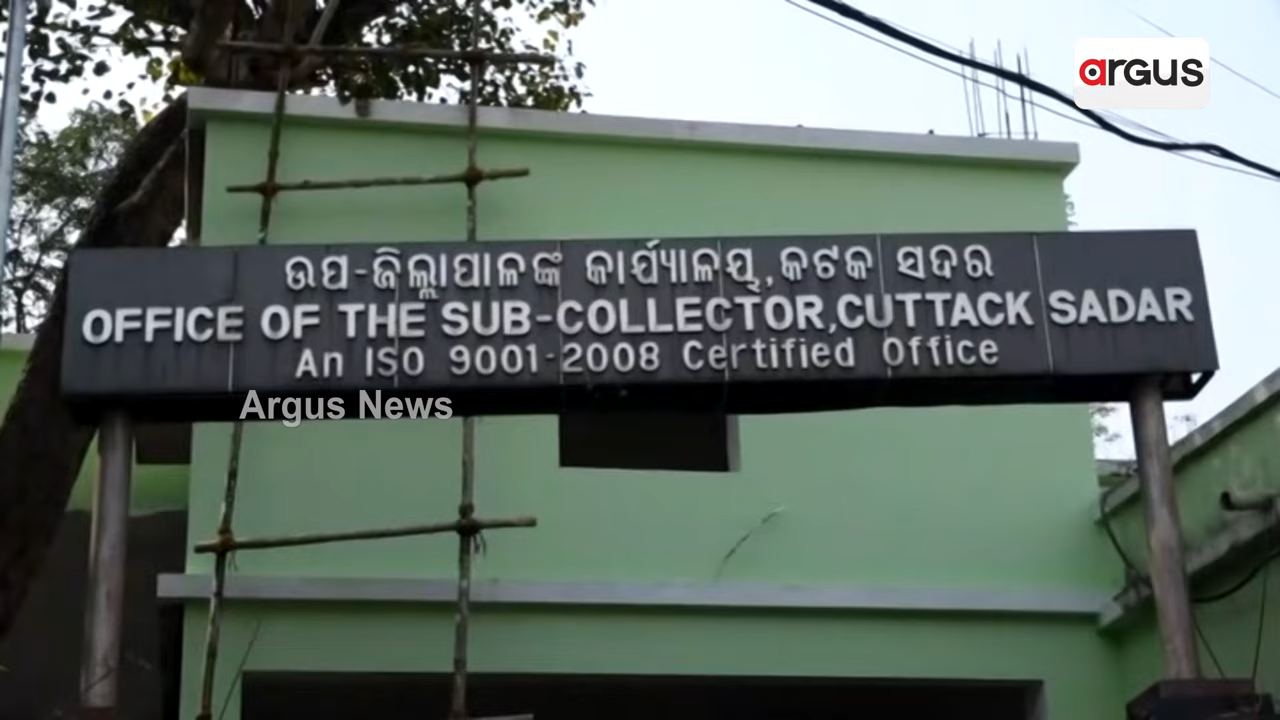 argus
ଉପ-ଜିଲ୍ଲାପାଳଙ୍କ କାର୍ଯ୍ୟାଳୟ,କଟକ ସଦର
OFFICE OF THE SUB-COLLECTOR,CUTTACK SADAR
An ISO 9001-2008 Certified Office
Argus News